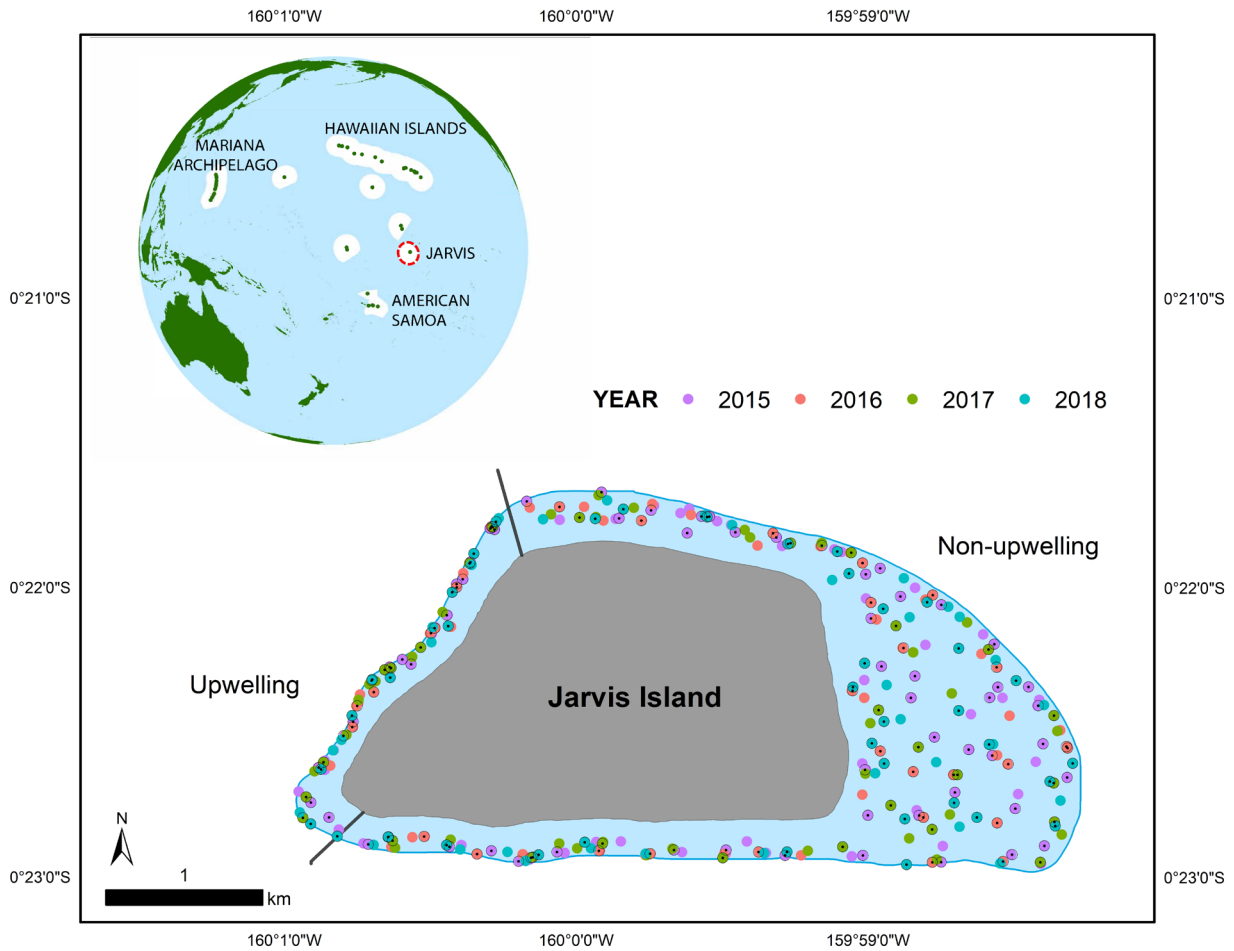 160°1'0"W 160°0'0"W 159°59'0"W
HAWAIIAN ISLANDS
MARIANA
ARCHIPELAGO
JARVIS
AMERICAN
SAMOA
0°21'0"S 0°21'0"S
YEAR 2015 2016 2017 2018
Non-upwelling
0°22'0"S 0°22'0"S
Upwelling
Jarvis Island
N
0°23'0"S 0°23'0"S
1
km
160°1'0"W 160°0'0"W 159°59'0"W